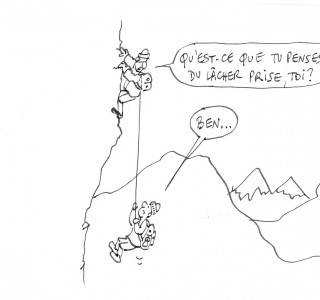 QU'EST-CE QUE TU PENSES
DU LÂCHER PRISE, TOI?
BEN...